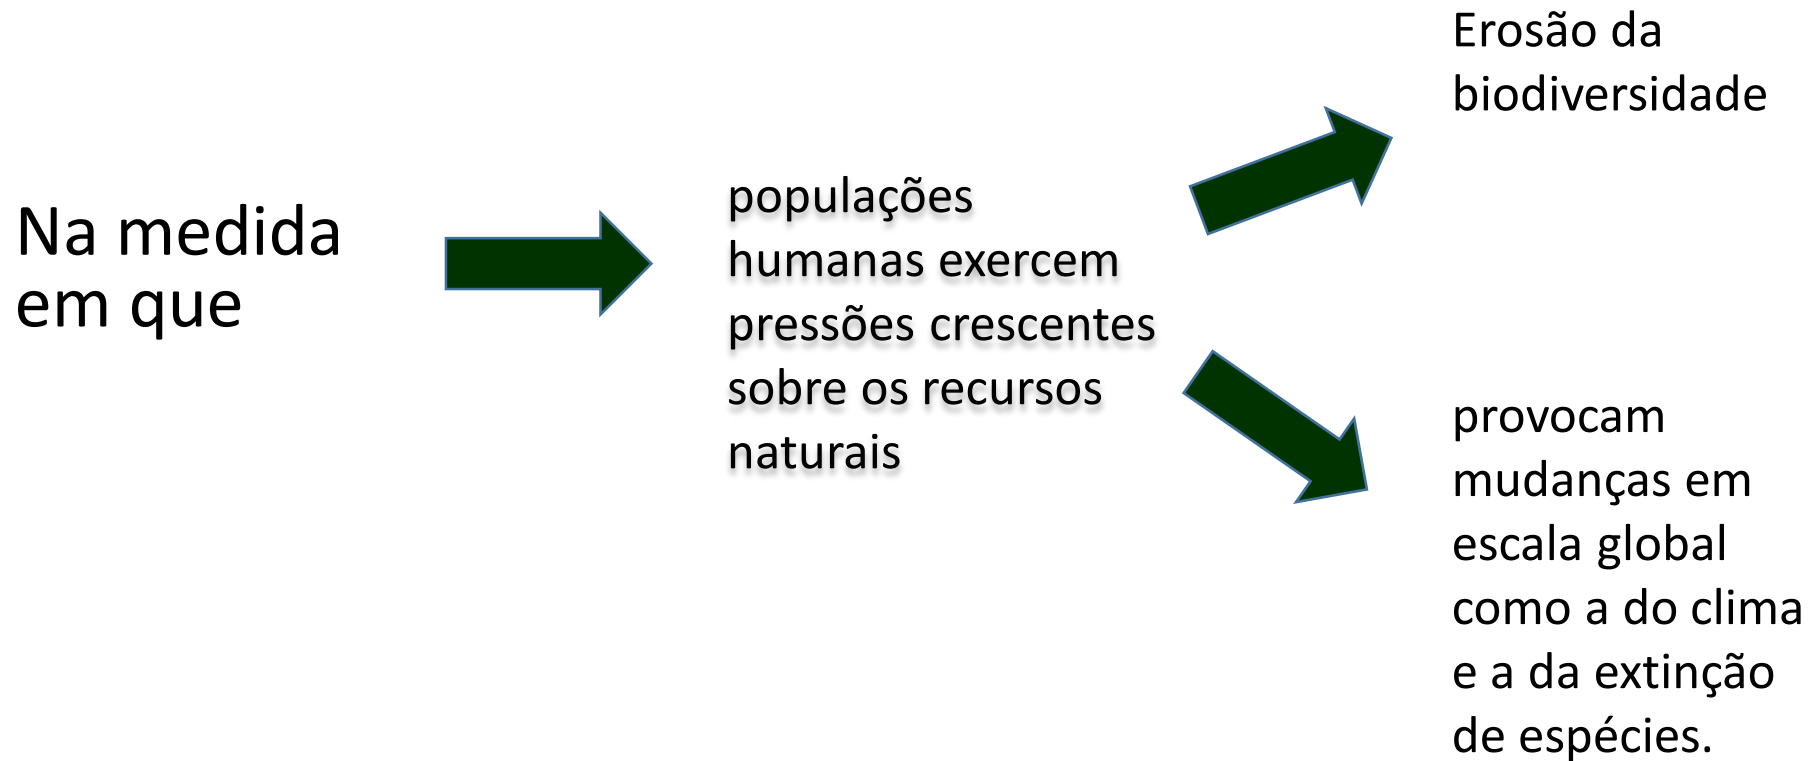 Na medida
em que
populações
humanas exercem
pressões crescentes
sobre os recursos
naturais
Erosão da
biodiversidade
provocam
mudanças em
escala global
como a do clima
e a da extinção
de espécies.